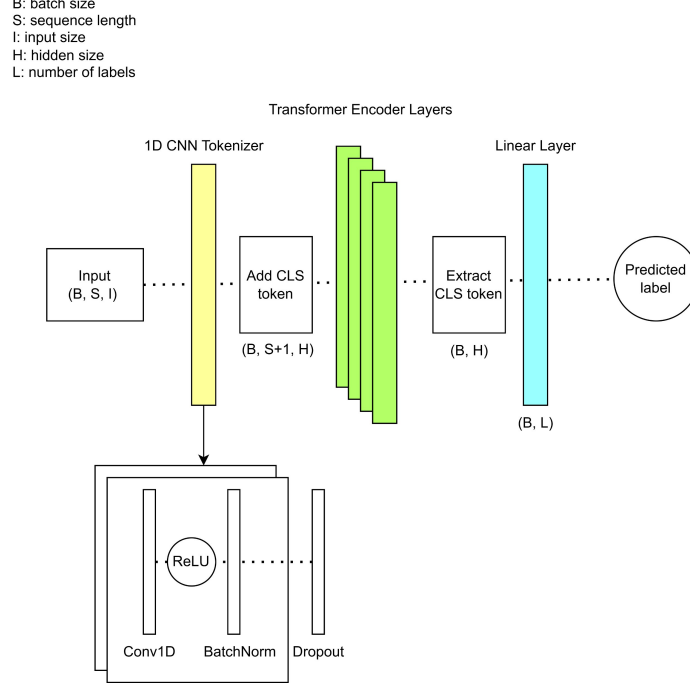 B: batch size
S: sequence length
I: input size
H: hidden size
L: number of labels
Transformer Encoder Layers
1D CNN Tokenizer
Linear Layer
Input
(B, S, I)
Add CLS
token
Extract
CLS token
Predicted
label
(B, S+1, H)
(B, H)
(B, L)
ReLU
Conv1D
BatchNorm
Dropout